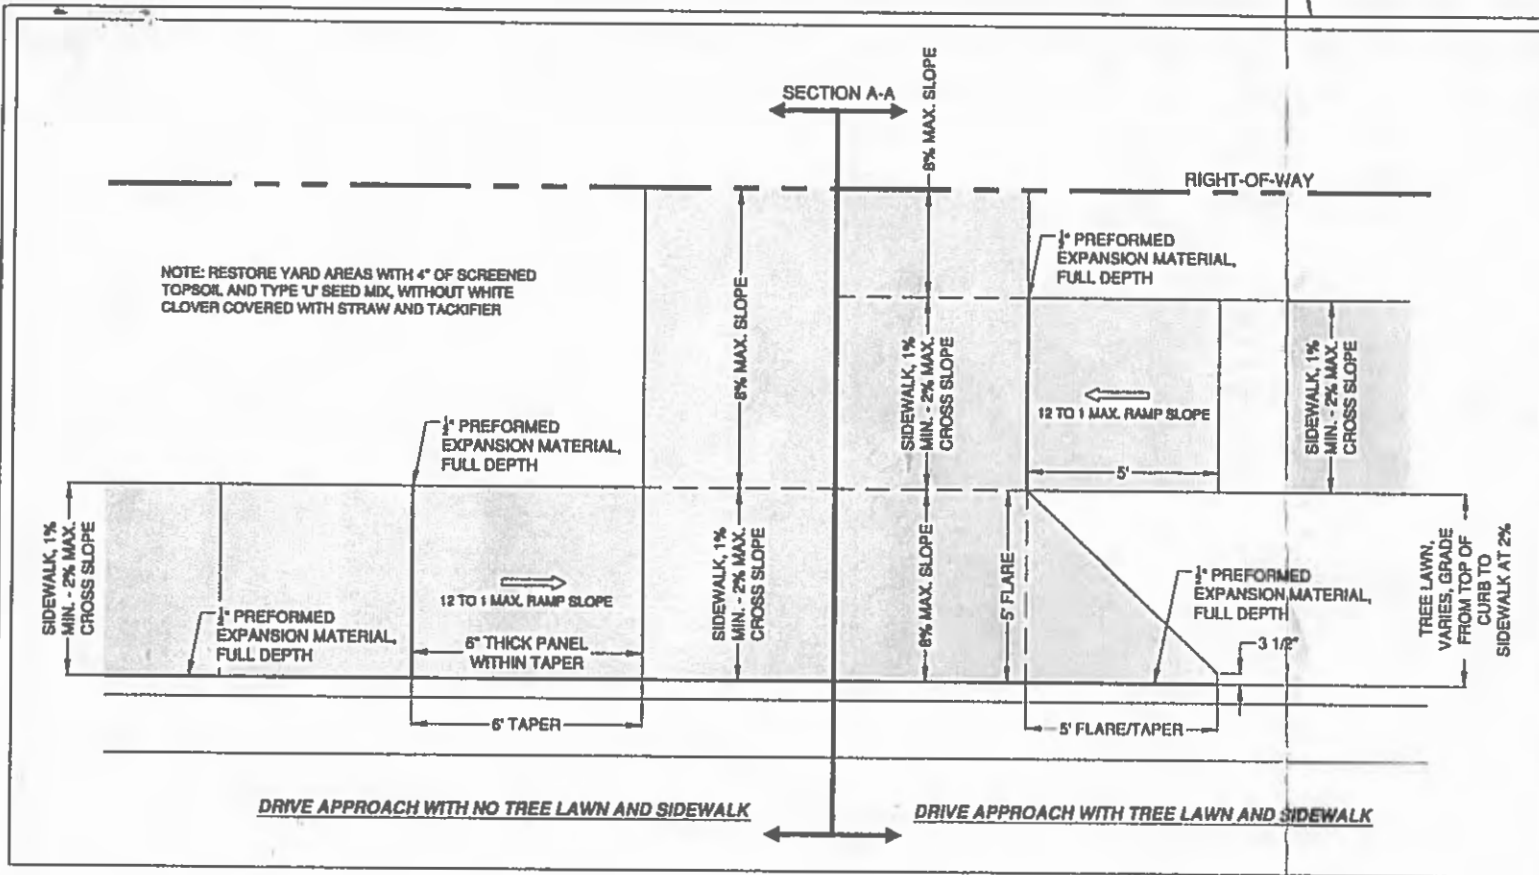 SECTION A-A
8% MAX. SLOPE
RIGHT-OF-WAY
NOTE: RESTORE YARD AREAS WITH 4" OF SCREENED
TOPSOIL AND TYPE 'U' SEED MIX, WITHOUT WHITE
CLOVER COVERED WITH STRAW AND TACKIFIER
8% MAX. SLOPE
1/2" PREFORMED
EXPANSION MATERIAL,
FULL DEPTH
SIDEWALK, 1%
MIN. - 2% MAX.
CROSS SLOPE
12 TO 1 MAX. RAMP SLOPE
5'
SIDEWALK, 1%
MIN. - 2% MAX.
CROSS SLOPE
1/2" PREFORMED
EXPANSION MATERIAL,
FULL DEPTH
SIDEWALK, 1%
MIN. - 2% MAX.
CROSS SLOPE
1/2" PREFORMED
EXPANSION MATERIAL,
FULL DEPTH
12 TO 1 MAX. RAMP SLOPE
6" THICK PANEL
WITHIN TAPER
6' TAPER
SIDEWALK, 1%
MIN. - 2% MAX.
CROSS SLOPE
8% MAX. SLOPE
5' FLARE
1/2" PREFORMED
EXPANSION MATERIAL,
FULL DEPTH
3 1/2"
5' FLARE/TAPER
TREE LAWN,
VARIES, GRADE
FROM TOP OF
CURB TO
SIDEWALK AT 2%
DRIVE APPROACH WITH NO TREE LAWN AND SIDEWALK
DRIVE APPROACH WITH TREE LAWN AND SIDEWALK